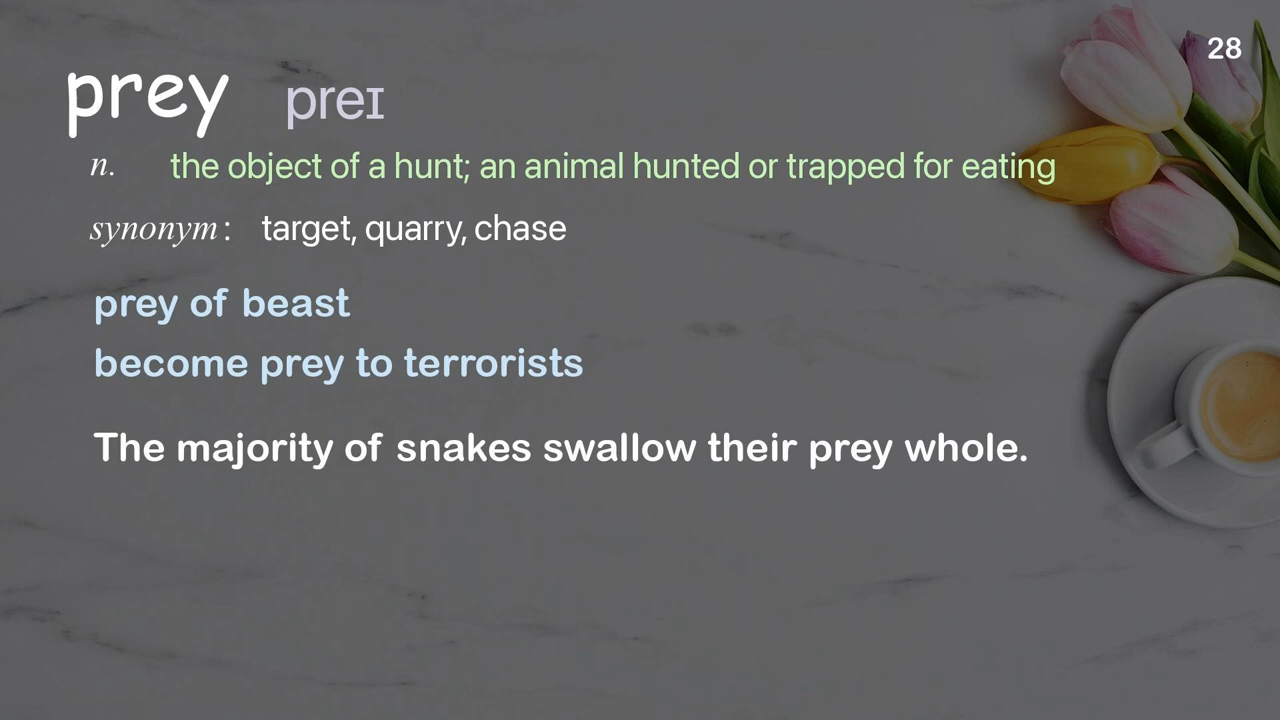 28
prey preɪ
n. the object of a hunt; an animal hunted or trapped for eating
synonym: target, quarry, chase
prey of beast
become prey to terrorists
The majority of snakes swallow their prey whole.